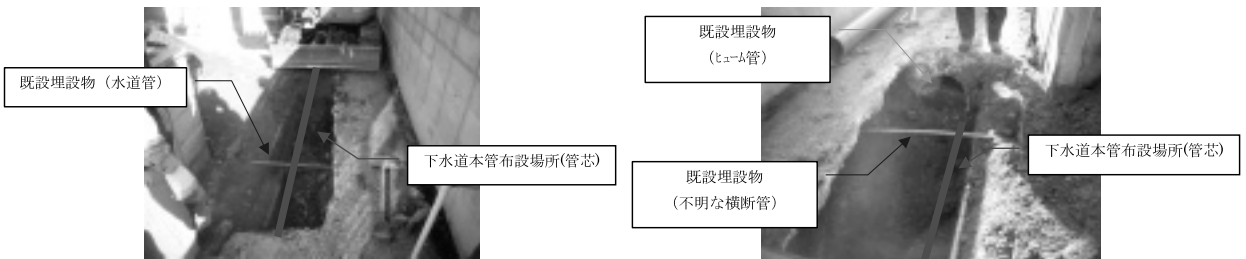 既設埋設物（水道管）
下水道本管布設場所(管芯)
既設埋設物
（ﾋｭｰﾑ管）
既設埋設物
（不明な横断管）
下水道本管布設場所(管芯)